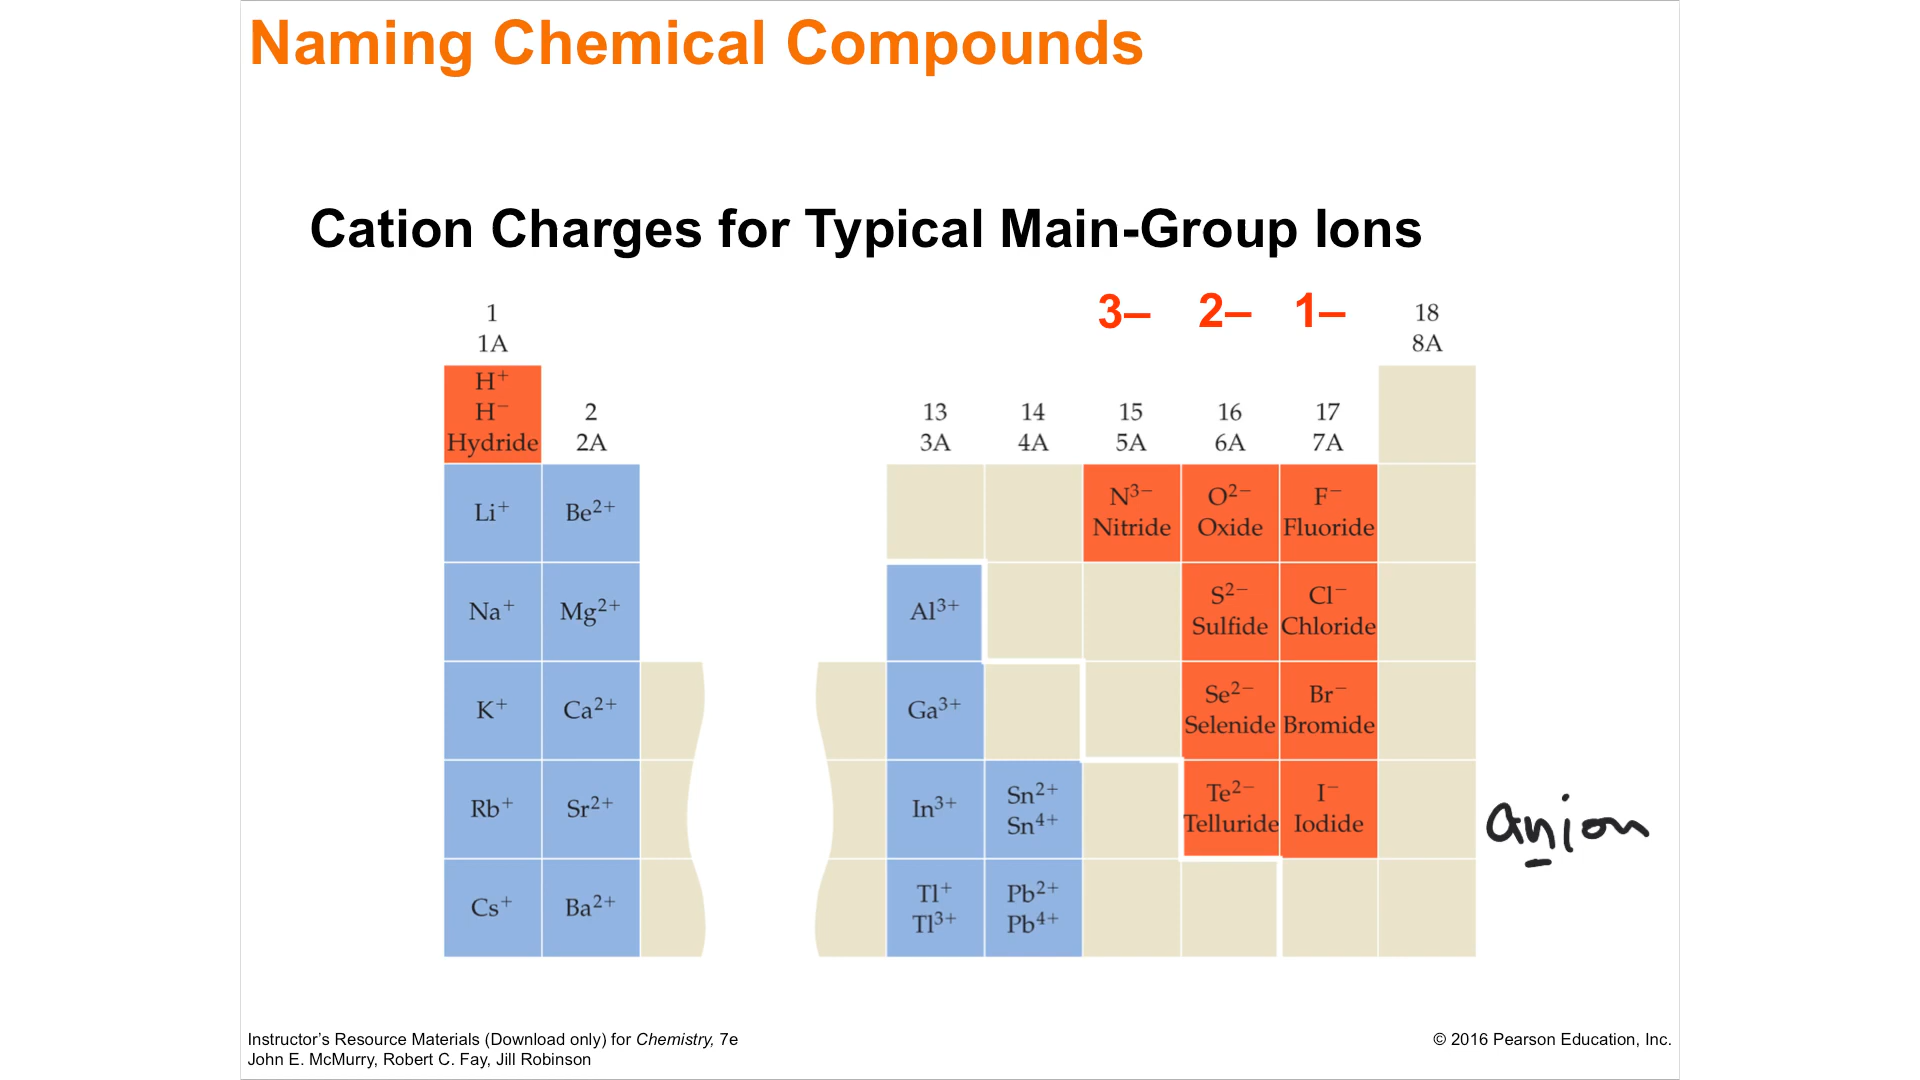 Naming Chemical Compounds
Cation Charges for Typical Main-Group Ions
3– 2– 1–
1 18
1A 8A
H⁺
H⁻ 2 13 14 15 16 17
Hydride 2A 3A 4A 5A 6A 7A
Li⁺ Be²⁺ N³⁻ O²⁻ F⁻
Nitride Oxide Fluoride
Na⁺ Mg²⁺ Al³⁺ S²⁻ Cl⁻
Sulfide Chloride
K⁺ Ca²⁺ Ga³⁺ Se²⁻ Br⁻
Selenide Bromide
Rb⁺ Sr²⁺ In³⁺ Sn²⁺ Te²⁻ I⁻
Sn⁴⁺ Telluride Iodide
anion
Cs⁺ Ba²⁺ Tl⁺ Pb²⁺
Tl³⁺ Pb⁴⁺
Instructor’s Resource Materials (Download only) for Chemistry, 7e
John E. McMurry, Robert C. Fay, Jill Robinson
© 2016 Pearson Education, Inc.